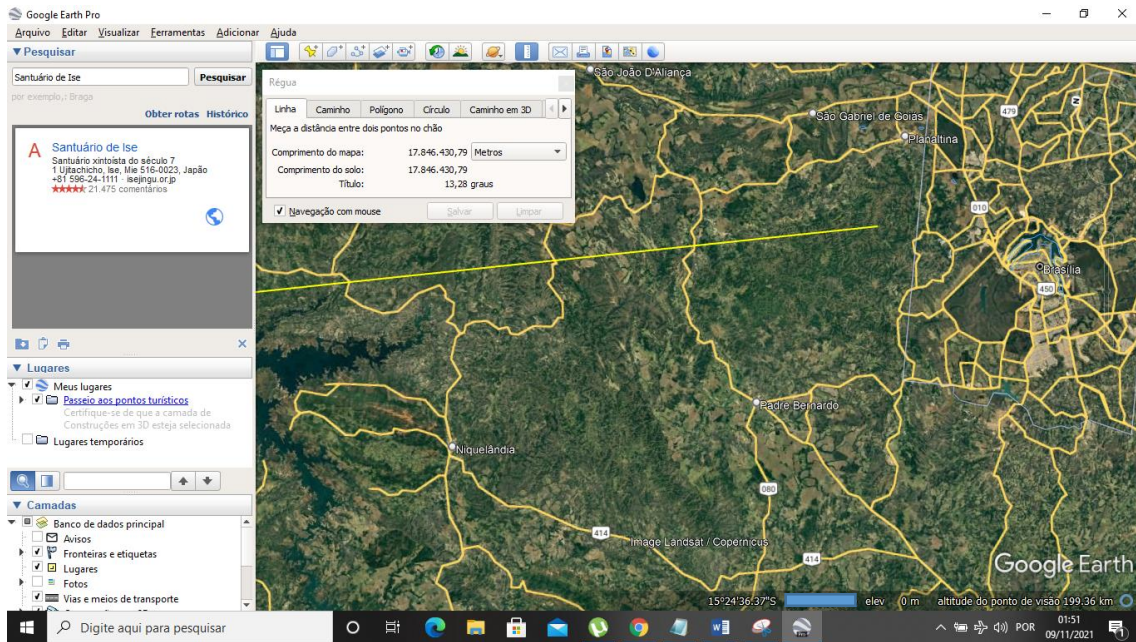 Google Earth Pro
Arquivo Editar Visualizar Ferramentas Adicionar Ajuda
Pesquisar
Santuário de Ise
Pesquisar
por exemplo,: Braga
Obter rotas Histórico
A
Santuário de Ise
Santuário xintoísta do século 7
1 Ujitachicho, Ise, Mie 516-0023, Japão
+81 596-24-1111 · isejingu.or.jp
21.475 comentários
Lugares
Meus lugares
Passeio aos pontos turísticos
Certifique-se de que a camada de
Construções em 3D esteja selecionada
Lugares temporários
Camadas
Banco de dados principal
Avisos
Fronteiras e etiquetas
Lugares
Fotos
Vias e meios de transporte
Régua
Linha Caminho Polígono Círculo Caminho em 3D
Meça a distância entre dois pontos no chão
Comprimento do mapa: 17.846.430,79 Metros
Comprimento do solo: 17.846.430,79
Título: 13,28 graus
Navegação com mouse Salvar Limpar
São João D'Aliança
479
N
São Gabriel de Goiás
Planaltina
010
Brasília
450
Padre Bernardo
Niquelândia
080
414
Image Landsat / Copernicus
414
Google Earth
15°24'36.37"S elev 0 m altitude do ponto de visão 199.36 km
Digite aqui para pesquisar
POR
01:51
09/11/2021